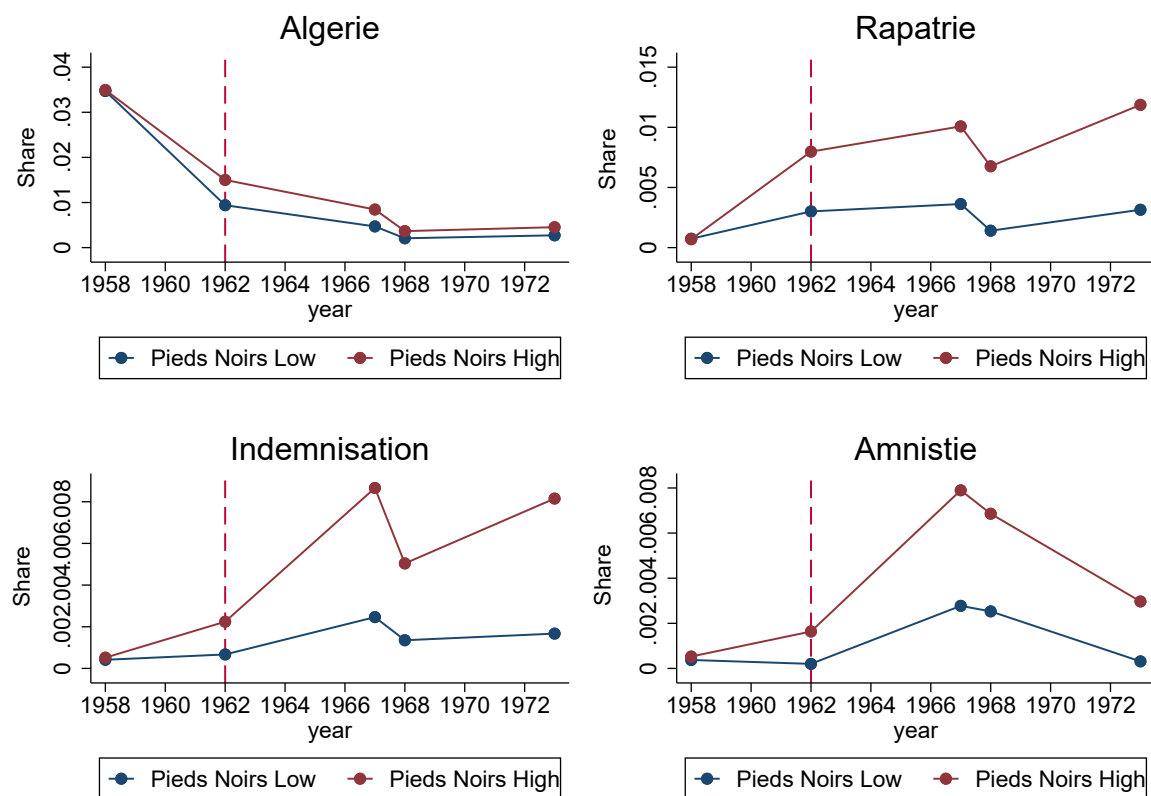 Algerie
Share
.04
.03
.02
.01
0
1958 1960 1962 1964 1966 1968 1970 1972
year
Pieds Noirs Low Pieds Noirs High
Rapatrie
Share
.015
.01
.005
0
1958 1960 1962 1964 1966 1968 1970 1972
year
Pieds Noirs Low Pieds Noirs High
Indemnisation
Share
.008
.006
.004
.002
0
1958 1960 1962 1964 1966 1968 1970 1972
year
Pieds Noirs Low Pieds Noirs High
Amnistie
Share
.008
.006
.004
.002
0
1958 1960 1962 1964 1966 1968 1970 1972
year
Pieds Noirs Low Pieds Noirs High